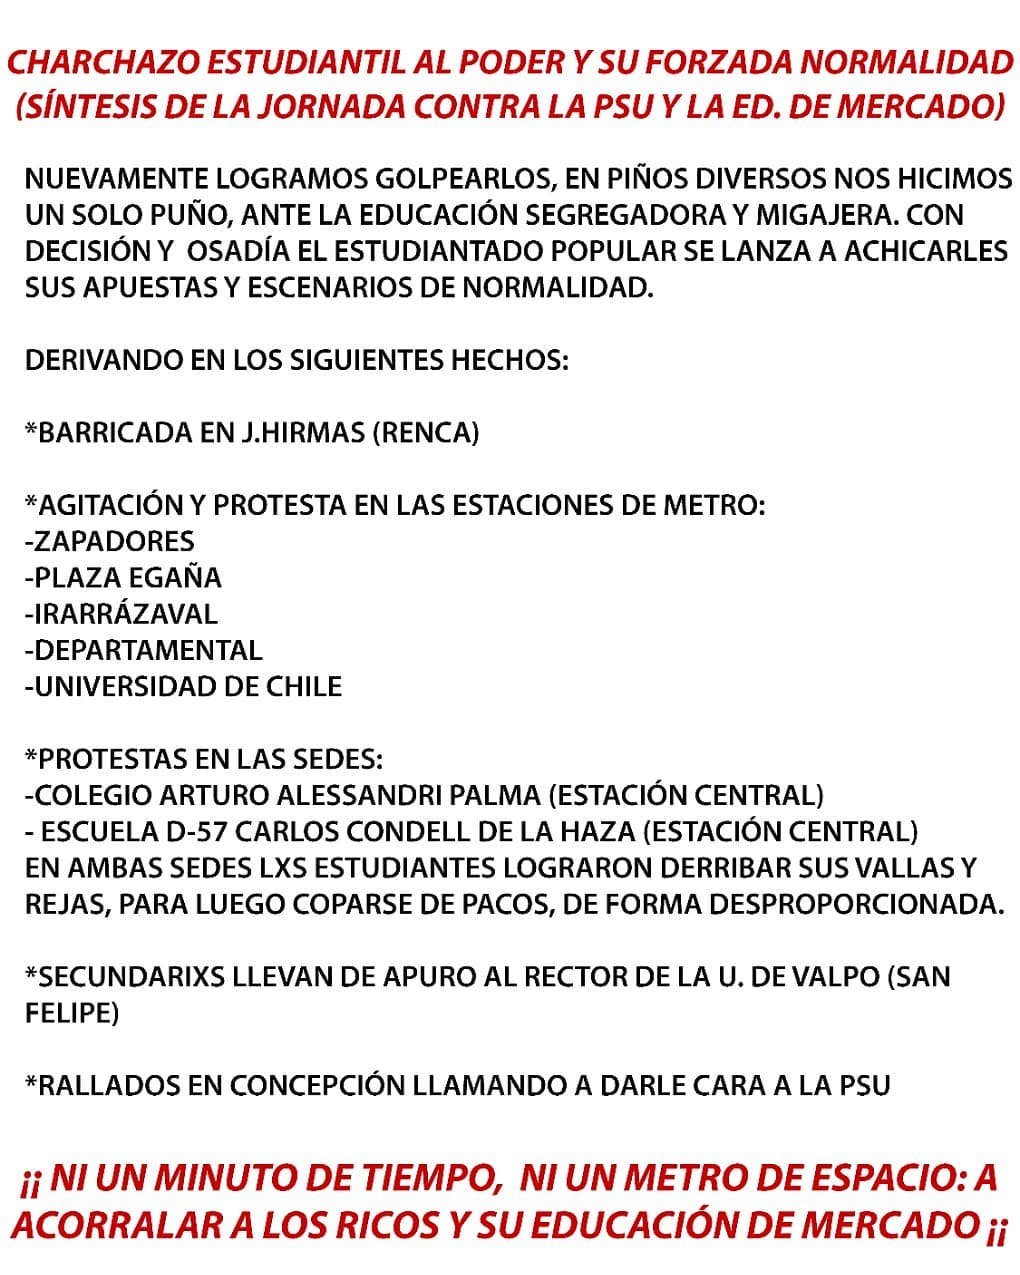 CHARCHAZO ESTUDIANTIL AL PODER Y SU FORZADA NORMALIDAD
(SÍNTESIS DE LA JORNADA CONTRA LA PSU Y LA ED. DE MERCADO)
NUEVAMENTE LOGRAMOS GOLPEARLOS, EN PIÑOS DIVERSOS NOS HICIMOS
UN SOLO PUÑO, ANTE LA EDUCACIÓN SEGREGADORA Y MIGAJERA. CON
DECISIÓN Y OSADÍA EL ESTUDIANTADO POPULAR SE LANZA A ACHICARLES
SUS APUESTAS Y ESCENARIOS DE NORMALIDAD.
DERIVANDO EN LOS SIGUIENTES HECHOS:
*BARRICADA EN J.HIRMAS (RENCA)
*AGITACIÓN Y PROTESTA EN LAS ESTACIONES DE METRO:
-ZAPADORES
-PLAZA EGAÑA
-IRARRÁZAVAL
-DEPARTAMENTAL
-UNIVERSIDAD DE CHILE
*PROTESTAS EN LAS SEDES:
-COLEGIO ARTURO ALESSANDRI PALMA (ESTACIÓN CENTRAL)
- ESCUELA D-57 CARLOS CONDELL DE LA HAZA (ESTACIÓN CENTRAL)
EN AMBAS SEDES LXS ESTUDIANTES LOGRARON DERRIBAR SUS VALLAS Y
REJAS, PARA LUEGO COPARSE DE PACOS, DE FORMA DESPROPORCIONADA.
*SECUNDARIXS LLEVAN DE APURO AL RECTOR DE LA U. DE VALPO (SAN
FELIPE)
*RALLADOS EN CONCEPCIÓN LLAMANDO A DARLE CARA A LA PSU
¡¡ NI UN MINUTO DE TIEMPO, NI UN METRO DE ESPACIO: A
ACORRALAR A LOS RICOS Y SU EDUCACIÓN DE MERCADO ¡¡